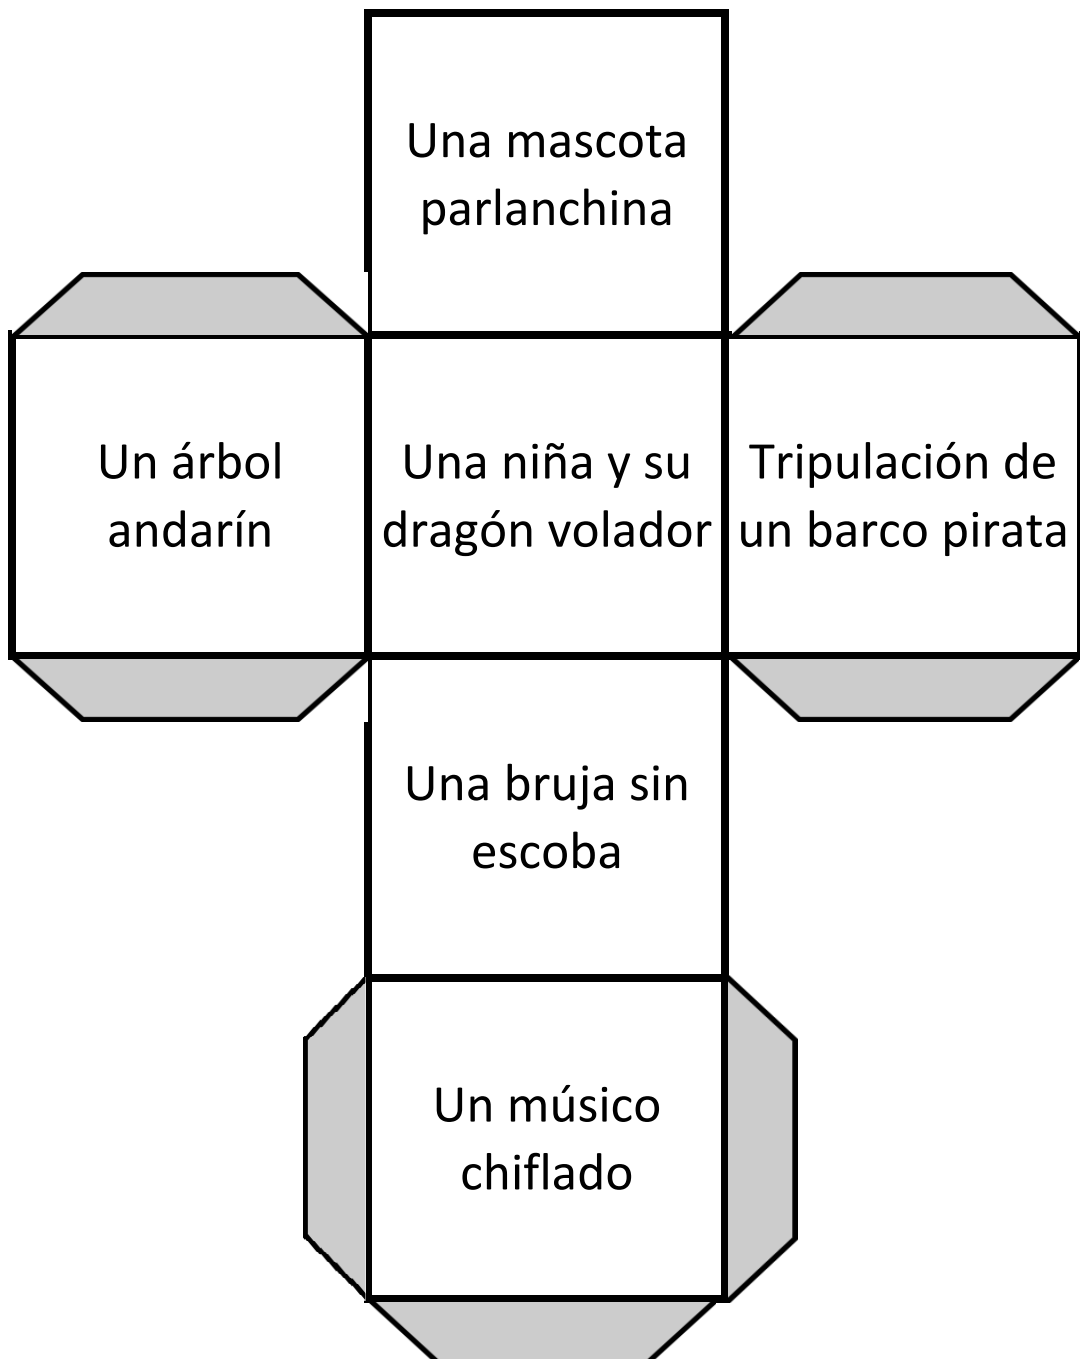 Una mascota
parlanchina
Un árbol
andarín
Una niña y su
dragón volador
Tripulación de
un barco pirata
Una bruja sin
escoba
Un músico
chiflado